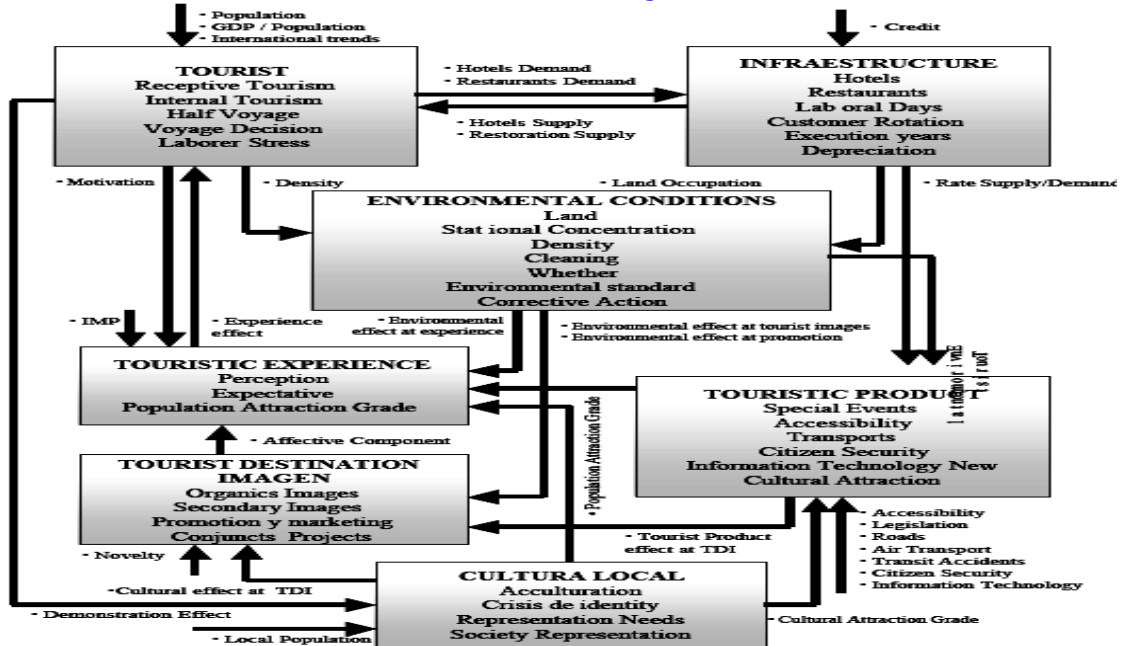 - Population
- GDP / Population
- International trends
- Credit
TOURIST
Receptive Tourism
Internal Tourism
Half Voyage
Voyage Decision
Laborer Stress
- Hotels Demand
- Restaurants Demand
- Hotels Supply
- Restoration Supply
INFRAESTRUCTURE
Hotels
Restaurants
Lab oral Days
Customer Rotation
Execution years
Depreciation
- Motivation
- Density
- Land Occupation
- Rate Supply/Demand
ENVIRONMENTAL CONDITIONS
Land
Stat ional Concentration
Density
Cleaning
Whether
Environmental standard
Corrective Action
- IMP
- Experience
effect
- Environmental
effect at experience
- Environmental effect at tourist images
- Environmental effect at promotion
TOURISTIC EXPERIENCE
Perception
Expectative
Population Attraction Grade
- Population Attraction Grade
TOURISTIC PRODUCT
Special Events
Accessibility
Transports
Citizen Security
Information Technology New
Cultural Attraction
- Affective Component
TOURIST DESTINATION
IMAGEN
Organics Images
Secondary Images
Promotion y marketing
Conjuncts Projects
- Novelty
- Cultural effect at TDI
- Tourist Product
effect at TDI
- Accessibility
- Legislation
- Roads
- Air Transport
- Transit Accidents
- Citizen Security
- Information Technology
CULTURA LOCAL
Acculturation
Crisis de identity
Representation Needs
Society Representation
- Demonstration Effect
- Local Population
- Cultural Attraction Grade